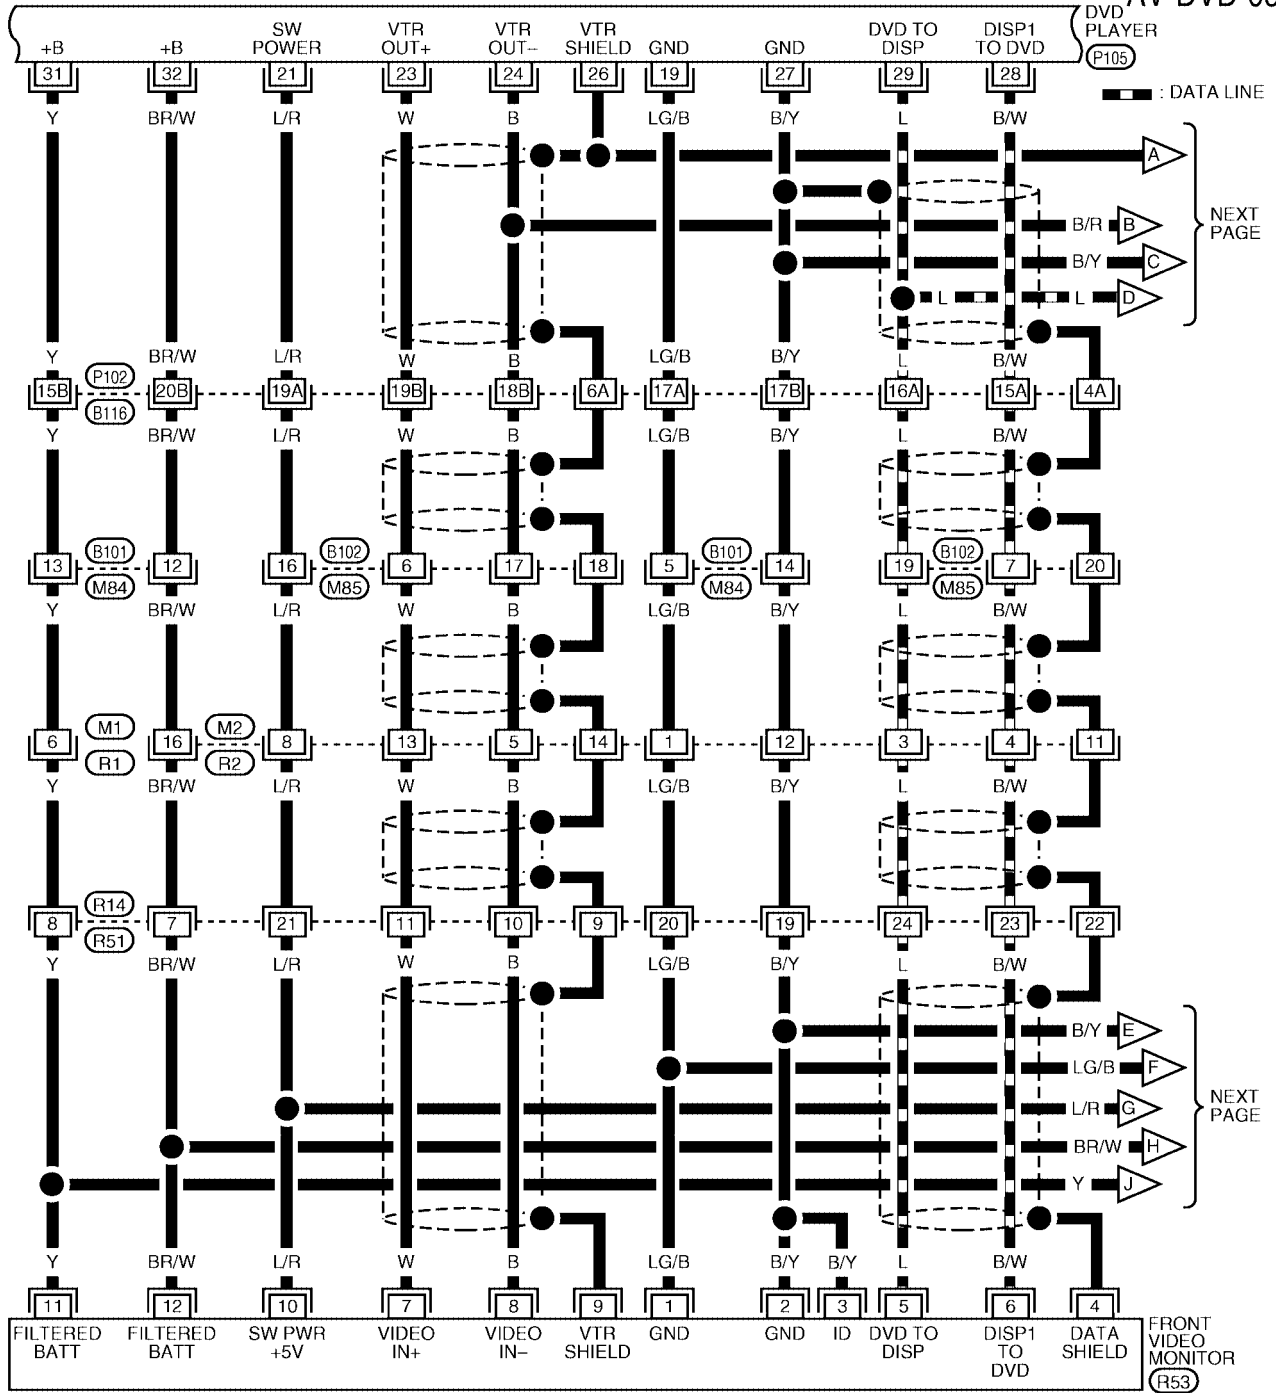 AV-DVD-03
DVD
PLAYER
P105
+B
+B
SW
POWER
VTR
OUT+
VTR
OUT−
VTR
SHIELD
GND
GND
DVD TO
DISP
DISP1
TO DVD
31 32 21 23 24 26 19 27 29 28
: DATA LINE
Y BR/W L/R W B LG/B B/Y L B/W
A
B/R B
B/Y C
L L D
NEXT
PAGE
Y BR/W L/R W B LG/B B/Y L B/W
P102
15B 20B 19A 19B 18B 6A 17A 17B 16A 15A 4A
B116
Y BR/W L/R W B LG/B B/Y L B/W
B101 B102 B101 B102
13 12 16 6 17 18 5 14 19 7 20
M84 M85 M84 M85
Y BR/W L/R W B LG/B B/Y L B/W
M1 M2
6 16 8 13 5 14 1 12 3 4 11
R1 R2
Y BR/W L/R W B LG/B B/Y L B/W
R14
8 7 21 11 10 9 20 19 24 23 22
R51
Y BR/W L/R W B LG/B B/Y L B/W
B/Y E
LG/B F
L/R G
BR/W H
Y J
NEXT
PAGE
Y BR/W L/R W B LG/B B/Y B/Y L B/W
11 12 10 7 8 9 1 2 3 5 6 4
FILTERED
BATT
FILTERED
BATT
SW PWR
+5V
VIDEO
IN+
VIDEO
IN−
VTR
SHIELD
GND
GND
ID
DVD TO
DISP
DISP1
TO
DVD
DATA
SHIELD
FRONT
VIDEO
MONITOR
R53